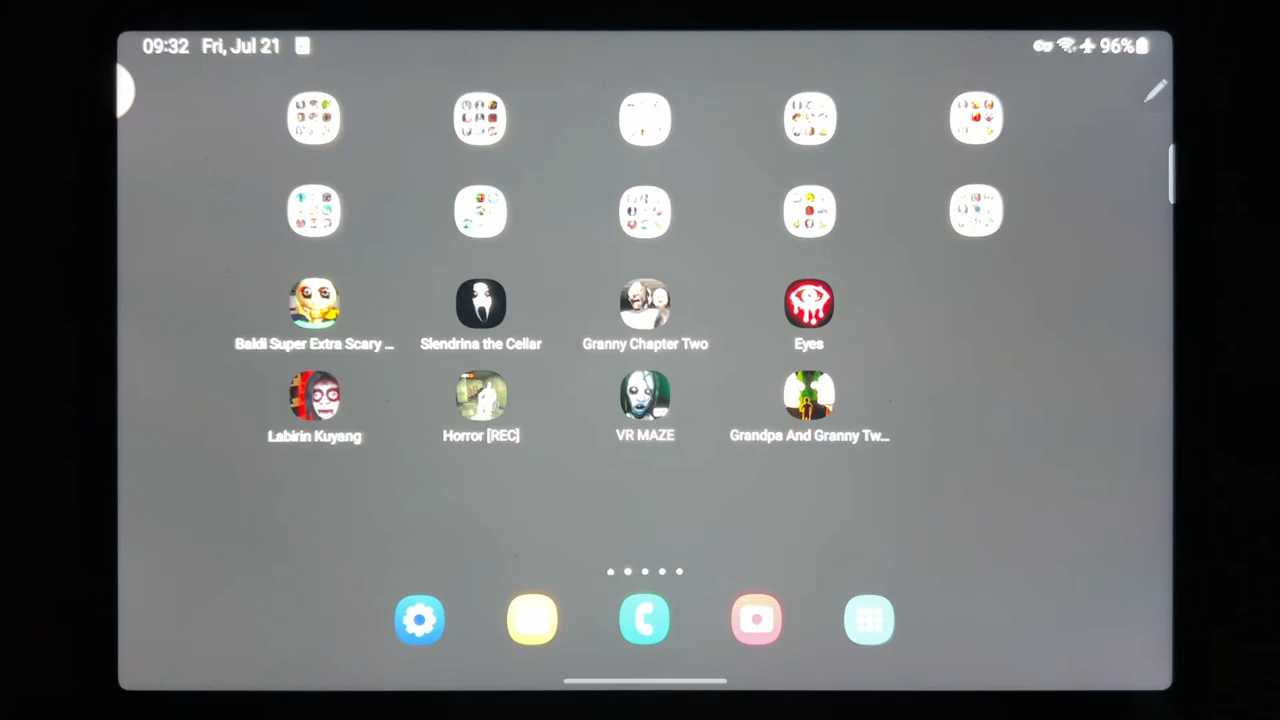 09:32 Fri, Jul 21 96%
Baldi Super Extra Scary ...
Slendrina the Cellar
Granny Chapter Two
Eyes
Labirin Kuyang
Horror [REC]
VR MAZE
Grandpa And Granny Tw...